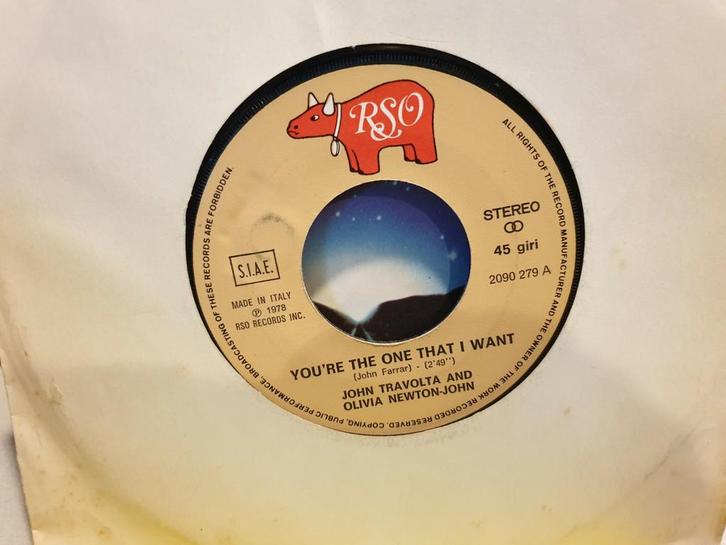 RSO
STEREO
45 giri
2090 279 A
S.I.A.E.
MADE IN ITALY
℗ 1978
RSO RECORDS INC.
YOU'RE THE ONE THAT I WANT
(John Farrar) - (2'49'')
JOHN TRAVOLTA AND
OLIVIA NEWTON-JOHN
ALL RIGHTS OF THE RECORD MANUFACTURER AND THE OWNER OF THE WORK RECORDED RESERVED. COPYING, PUBLIC PERFORMANCE, BROADCASTING OF THESE RECORDS ARE FORBIDDEN.